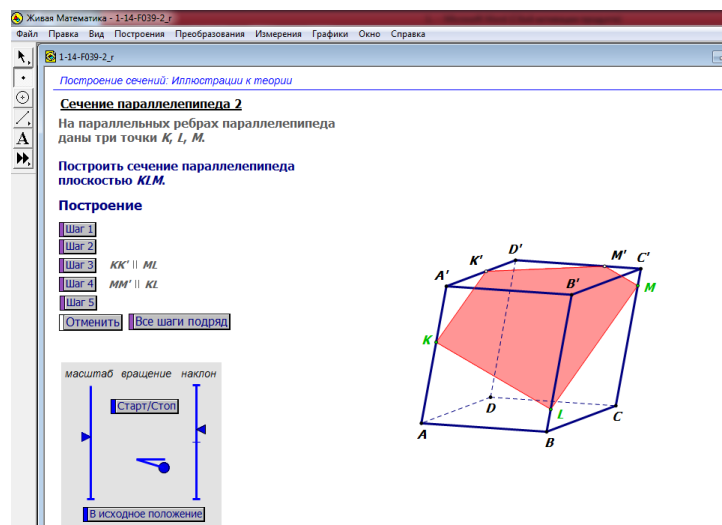 Живая Математика - 1-14-F039-2_r
Файл Правка Вид Построения Преобразования Измерения Графики Окно Справка
1-14-F039-2_r
Построение сечений: Иллюстрации к теории
Сечение параллелепипеда 2
На параллельных ребрах параллелепипеда
даны три точки K, L, M.
Построить сечение параллелепипеда
плоскостью KLM.
Построение
Шаг 1
Шаг 2
Шаг 3 KK' || ML
Шаг 4 MM' || KL
Шаг 5
Отменить Все шаги подряд
масштаб вращение наклон
Старт/Стоп
В исходное положение
A
D' M' C'
K'
A' B' M
K
D L C
A B